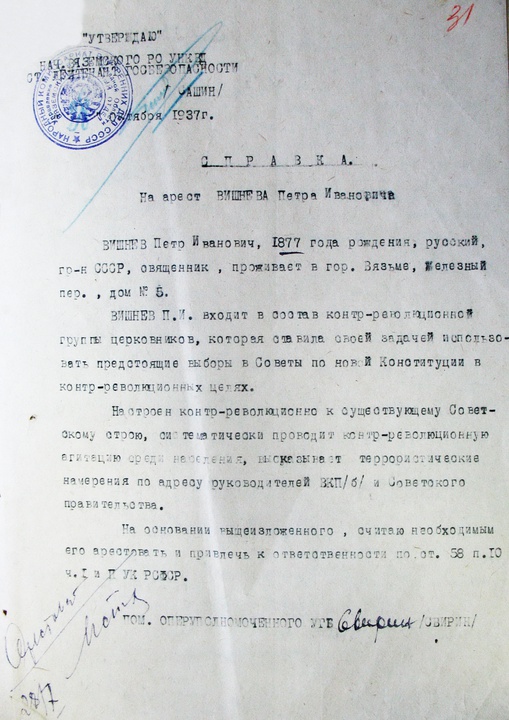 31
"УТВЕРЖДАЮ"
НАЧ. ВЯЗЕМСКОГО РО УНКВД
СТ. ЛЕЙТЕНАНТ ГОСБЕЗОПАСНОСТИ
1937г.
СПРАВКА.
На арест ВИШНЕВА Петра Ивановича
ВИШНЕВ Петр Иванович, 1877 года рождения, русский,
гр-н СССР, священник , проживает в гор. Вязьме, Железный
пер. , дом № 5.
ВИШНЕВ П.И. входит в состав контр-революционной
группы церковников, которая ставила своей задачей использо-
вать предстоящие выборы в Советы по новой Конституции в
контр-революционных целях.
Настроен контр-революционно к существующему Совет-
скому строю, систематически проводит контр-революционную
агитацию среди населения, высказывает террористические
намерения по адресу руководителей ВКП/б/ и Советского
правительства.
На основании вышеизложенного , считаю необходимым
его арестовать и привлечь к ответственности по ст. 58 п.10
ч.I и П УК РСФСР.
ПОМ. ОПЕРУПОЛНОМОЧЕННОГО УГБ Свирин /СВИРИН/
28/7